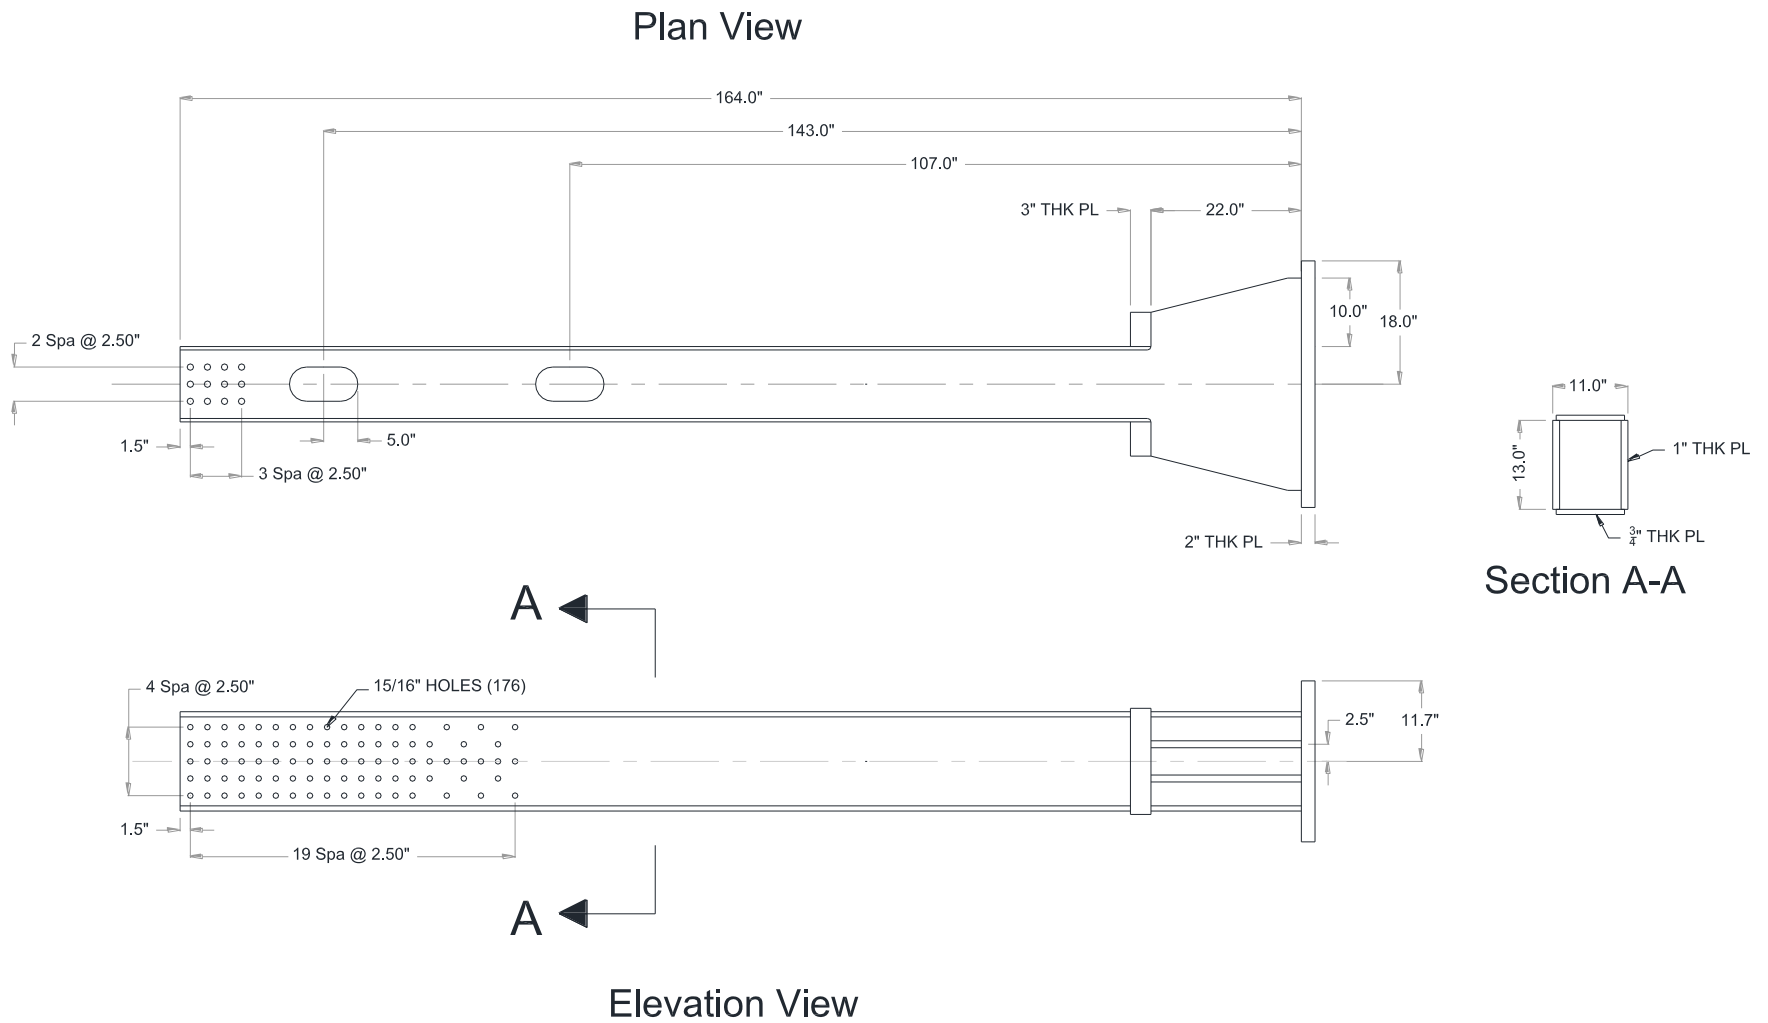 Plan View
164.0"
143.0"
107.0"
3" THK PL
22.0"
10.0"
18.0"
2 Spa @ 2.50"
1.5"
5.0"
3 Spa @ 2.50"
2" THK PL
11.0"
13.0"
1" THK PL
3/4" THK PL
Section A-A
A
4 Spa @ 2.50"
15/16" HOLES (176)
2.5"
11.7"
1.5"
19 Spa @ 2.50"
A
Elevation View